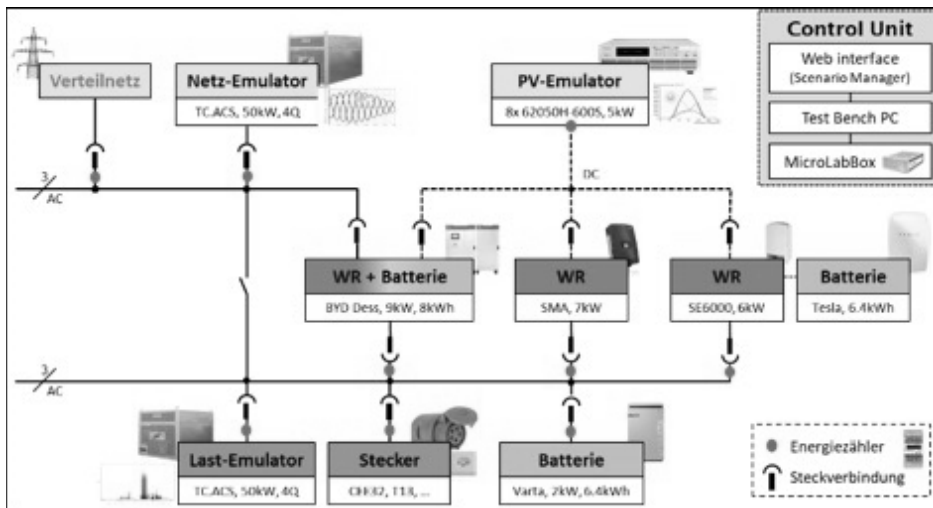 Verteilnetz
Netz-Emulator
TC.ACS, 50kW, 4Q
PV-Emulator
8x 62050H-600S, 5kW
Control Unit
Web interface
(Scenario Manager)
Test Bench PC
MicroLabBox
3
AC
DC
WR + Batterie
BYD Dess, 9kW, 8kWh
WR
SMA, 7kW
WR
SE6000, 6kW
Batterie
Tesla, 6.4kWh
3
AC
Last-Emulator
TC.ACS, 50kW, 4Q
Stecker
CEE32, T13, ...
Batterie
Varta, 2kW, 6.4kWh
Energiezähler
Steckverbindung